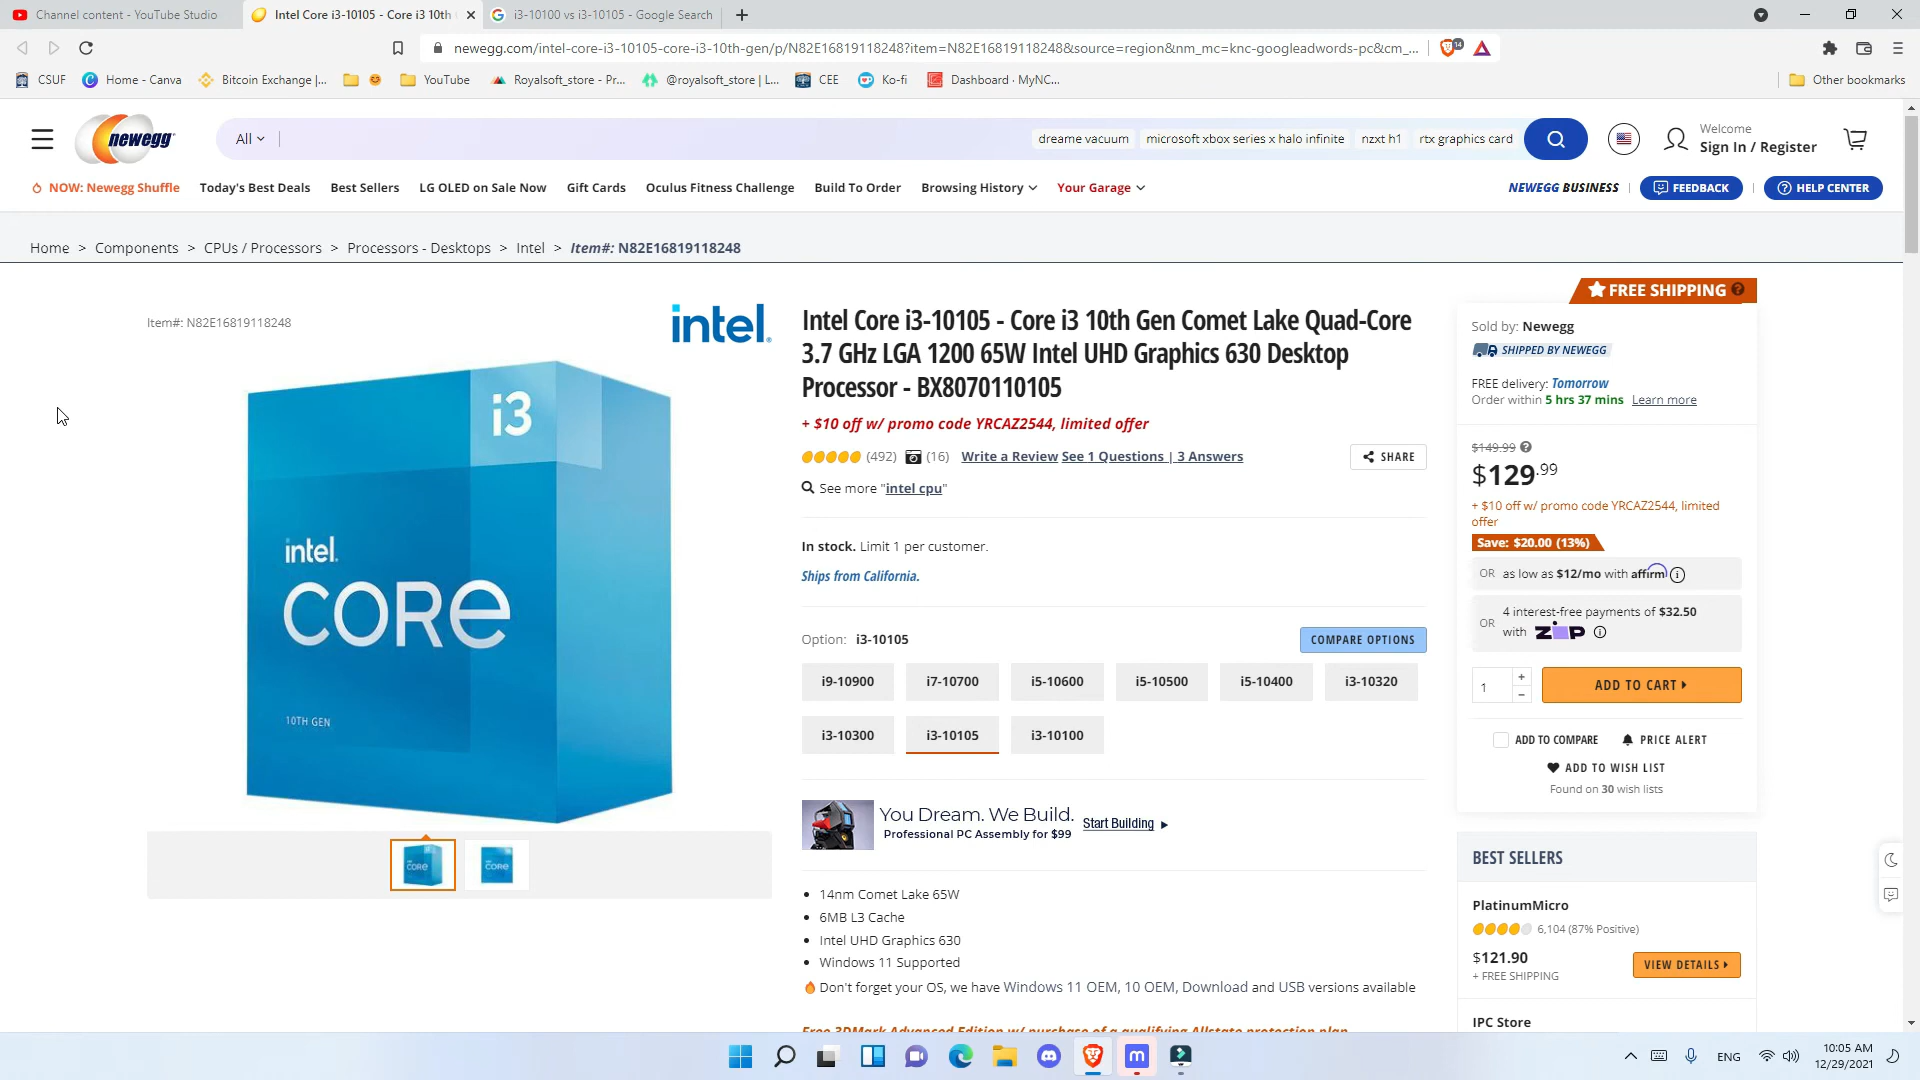 Channel content - YouTube Studio
Intel Core i3-10105 - Core i3 10th
i3-10100 vs i3-10105 - Google Search
newegg.com/intel-core-i3-10105-core-i3-10th-gen/p/N82E16819118248?item=N82E16819118248&source=region&nm_mc=knc-googleadwords-pc&cm_...
14
CSUF
Home - Canva
Bitcoin Exchange |...
YouTube
Royalsoft_store - Pr...
@royalsoft_store | L...
CEE
Ko-fi
Dashboard · MyNC...
Other bookmarks
newegg
All
dreame vacuum
microsoft xbox series x halo infinite
nzxt h1
rtx graphics card
Welcome
Sign In / Register
NOW: Newegg Shuffle
Today's Best Deals
Best Sellers
LG OLED on Sale Now
Gift Cards
Oculus Fitness Challenge
Build To Order
Browsing History
Your Garage
NEWEGG BUSINESS
FEEDBACK
HELP CENTER
Home > Components > CPUs / Processors > Processors - Desktops > Intel > Item#: N82E16819118248
Item#: N82E16819118248
intel.
i3
intel.
CORE
10TH GEN
Intel Core i3-10105 - Core i3 10th Gen Comet Lake Quad-Core
3.7 GHz LGA 1200 65W Intel UHD Graphics 630 Desktop
Processor - BX8070110105
+ $10 off w/ promo code YRCAZ2544, limited offer
(492) (16) Write a Review See 1 Questions | 3 Answers
SHARE
See more "intel cpu"
In stock. Limit 1 per customer.
Ships from California.
Option: i3-10105
COMPARE OPTIONS
i9-10900
i7-10700
i5-10600
i5-10500
i5-10400
i3-10320
i3-10300
i3-10105
i3-10100
You Dream. We Build.
Professional PC Assembly for $99
Start Building
14nm Comet Lake 65W
6MB L3 Cache
Intel UHD Graphics 630
Windows 11 Supported
Don't forget your OS, we have Windows 11 OEM, 10 OEM, Download and USB versions available
Free 3DMark Advanced Edition w/ purchase of a qualifying Allstate protection plan
FREE SHIPPING
Sold by: Newegg
SHIPPED BY NEWEGG
FREE delivery: Tomorrow
Order within 5 hrs 37 mins Learn more
$149.99
$129.99
+ $10 off w/ promo code YRCAZ2544, limited
offer
Save: $20.00 (13%)
OR as low as $12/mo with affirm
4 interest-free payments of $32.50
OR
with ZIP
1
ADD TO CART
ADD TO COMPARE
PRICE ALERT
ADD TO WISH LIST
Found on 30 wish lists
BEST SELLERS
PlatinumMicro
6,104 (87% Positive)
$121.90
+ FREE SHIPPING
VIEW DETAILS
IPC Store
ENG
10:05 AM
12/29/2021